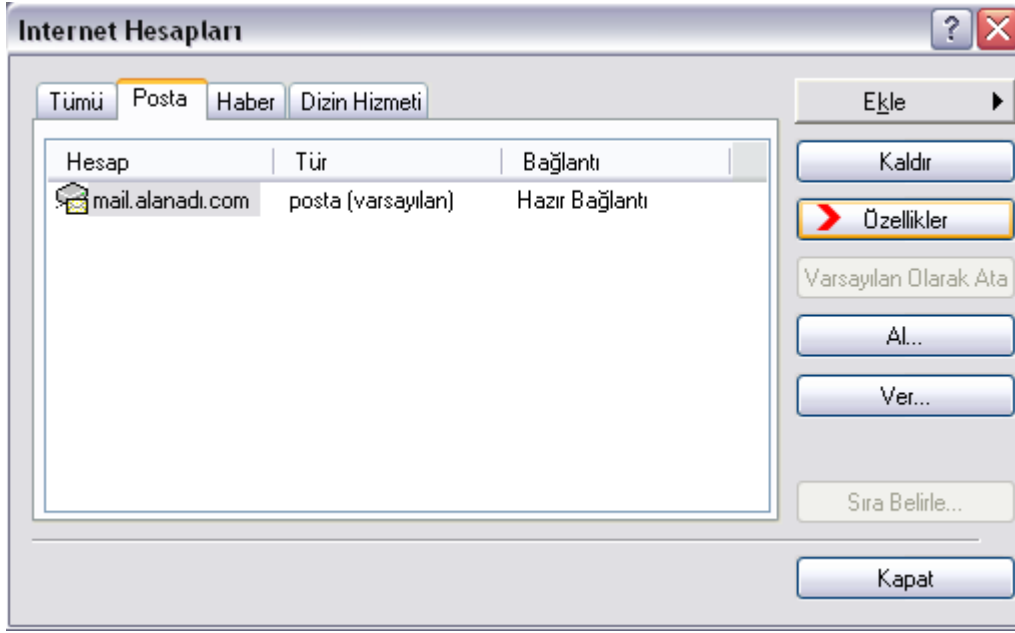 Internet Hesapları
Tümü Posta Haber Dizin Hizmeti
Hesap Tür Bağlantı
mail.alanadı.com posta (varsayılan) Hazır Bağlantı
Ekle
Kaldır
Özellikler
Varsayılan Olarak Ata
Al...
Ver...
Sıra Belirle...
Kapat